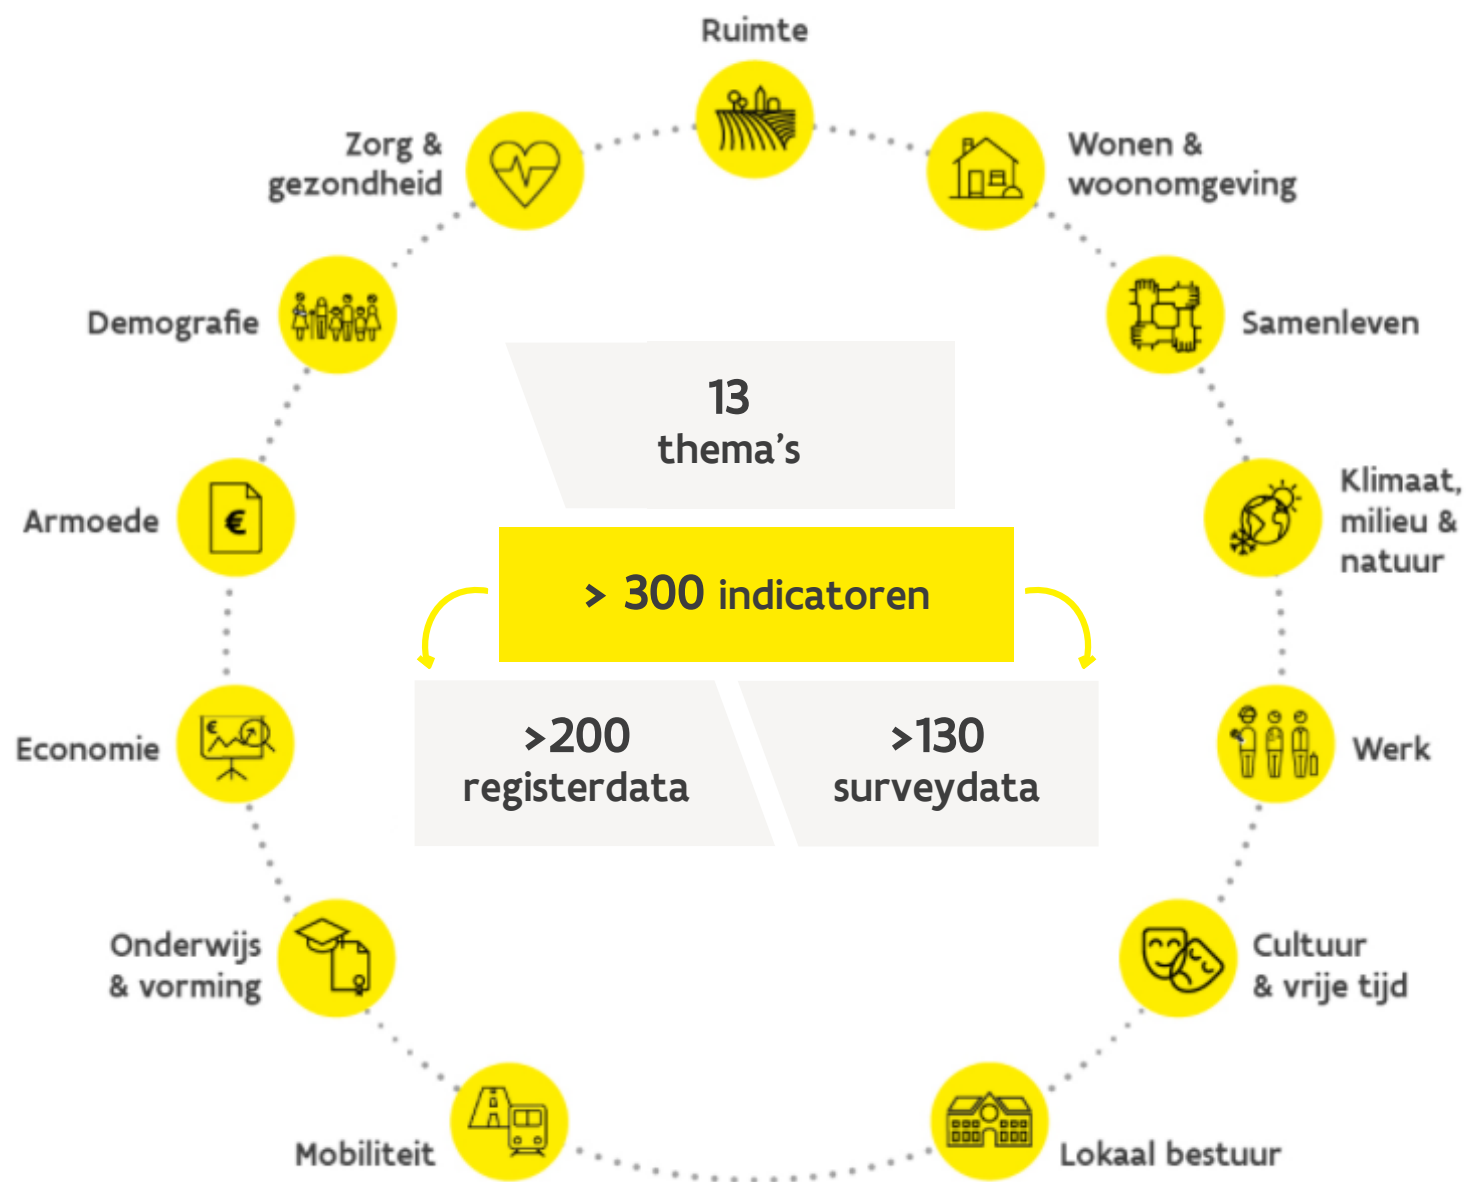 Ruimte
Zorg &
gezondheid
Wonen &
woonomgeving
Demografie
Samenleven
13
thema's
Armoede
Klimaat,
milieu &
natuur
> 300 indicatoren
Economie
>200
registerdata
>130
surveydata
Werk
Onderwijs
& vorming
Cultuur
& vrije tijd
Mobiliteit
Lokaal bestuur